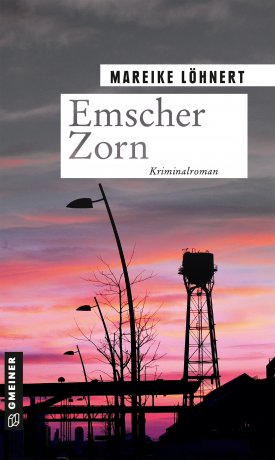 MAREIKE LÖHNERT
Emscher
Zorn
Kriminalroman
GMEINER